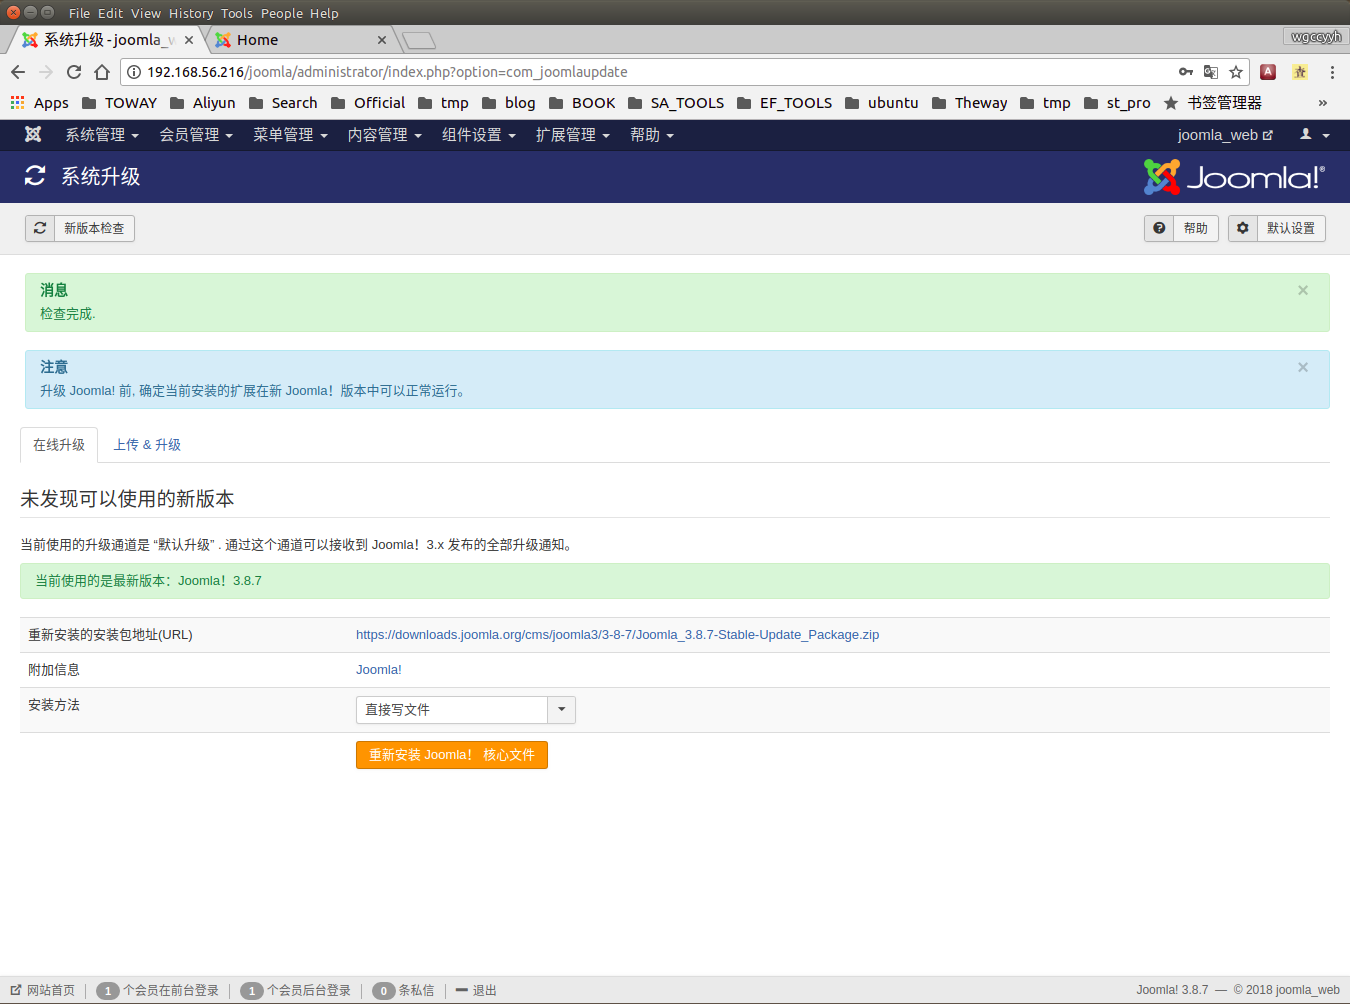 File Edit View History Tools People Help
系统升级 - joomla_w
Home
wgccyyh
192.168.56.216/joomla/administrator/index.php?option=com_joomlaupdate
Apps TOWAY Aliyun Search Official tmp blog BOOK SA_TOOLS EF_TOOLS ubuntu Theway tmp st_pro 书签管理器 »
系统管理 会员管理 菜单管理 内容管理 组件设置 扩展管理 帮助 joomla_web
系统升级
Joomla!®
新版本检查 帮助 默认设置
消息
检查完成.
注意
升级 Joomla! 前, 确定当前安装的扩展在新 Joomla！版本中可以正常运行。
在线升级 上传 & 升级
未发现可以使用的新版本
当前使用的升级通道是 “默认升级” . 通过这个通道可以接收到 Joomla！3.x 发布的全部升级通知。
当前使用的是最新版本：Joomla！3.8.7
重新安装的安装包地址(URL) https://downloads.joomla.org/cms/joomla3/3-8-7/Joomla_3.8.7-Stable-Update_Package.zip
附加信息 Joomla!
安装方法 直接写文件
重新安装 Joomla！ 核心文件
网站首页 1 个会员在前台登录 1 个会员后台登录 0 条私信 退出 Joomla! 3.8.7 — © 2018 joomla_web